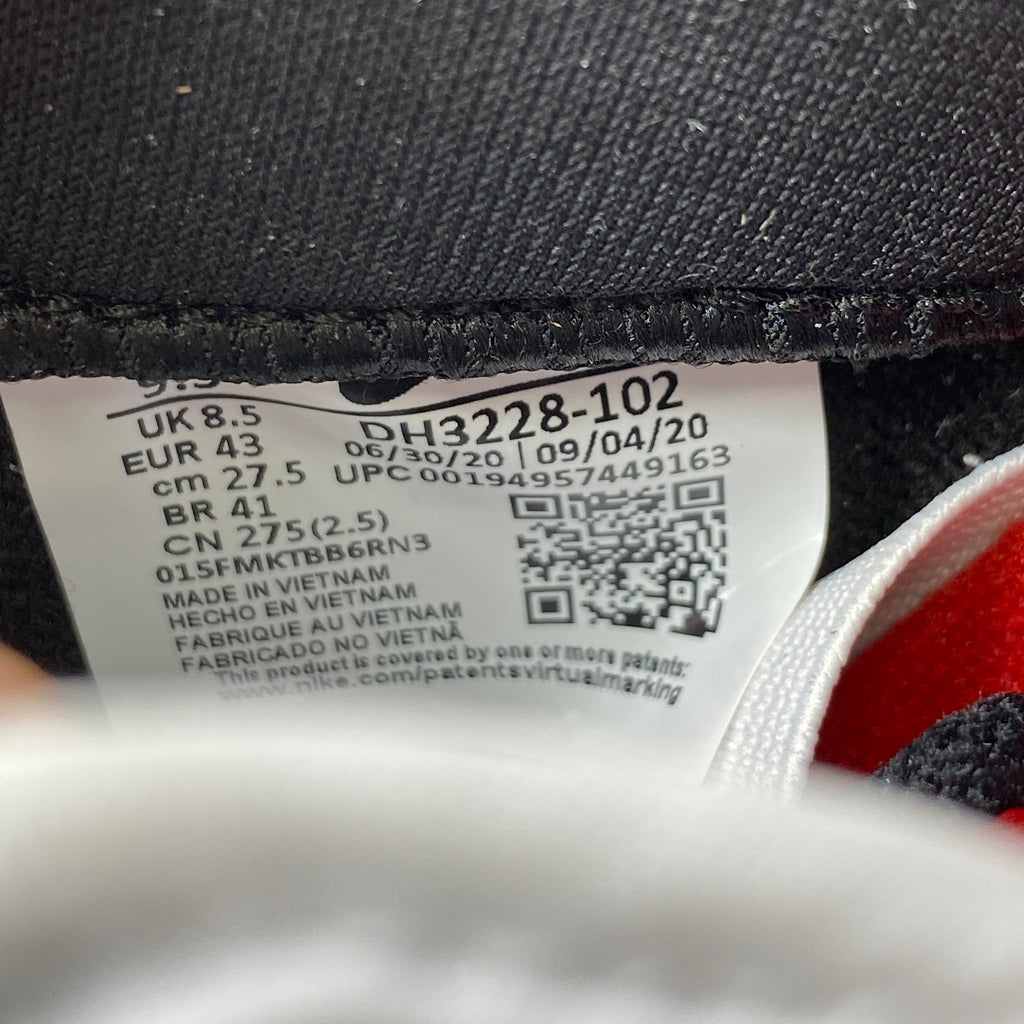 9.5
UK 8.5
EUR 43
cm 27.5
BR 41
CN 275(2.5)
015FMKTBB6RN3
MADE IN VIETNAM
HECHO EN VIETNAM
FABRIQUE AU VIETNAM
FABRICADO NO VIETNÃ
DH3228-102
06/30/20 | 09/04/20
UPC 00194957449163
This product is covered by one or more patents:
www.nike.com/patentsvirtualmarking